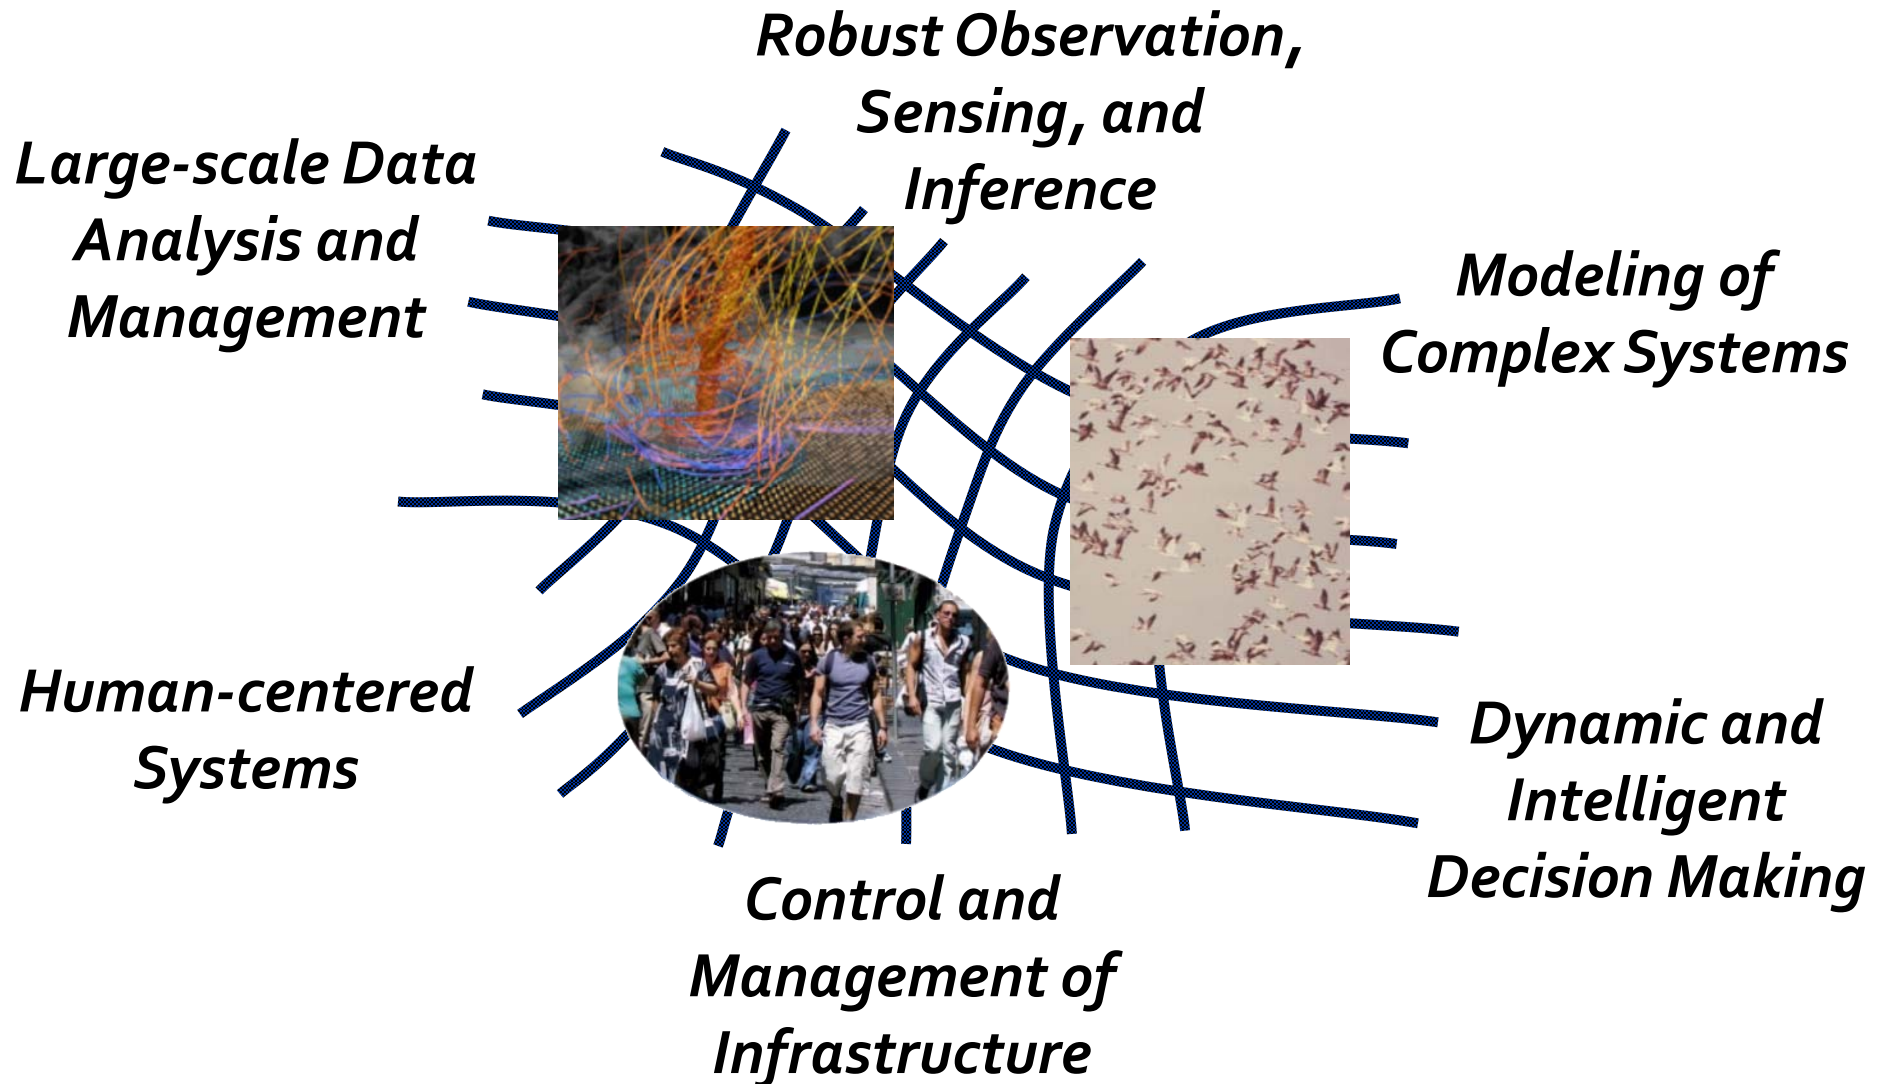 Robust Observation,
Sensing, and
Inference
Large-scale Data
Analysis and
Management
Modeling of
Complex Systems
Human-centered
Systems
Dynamic and
Intelligent
Decision Making
Control and
Management of
Infrastructure